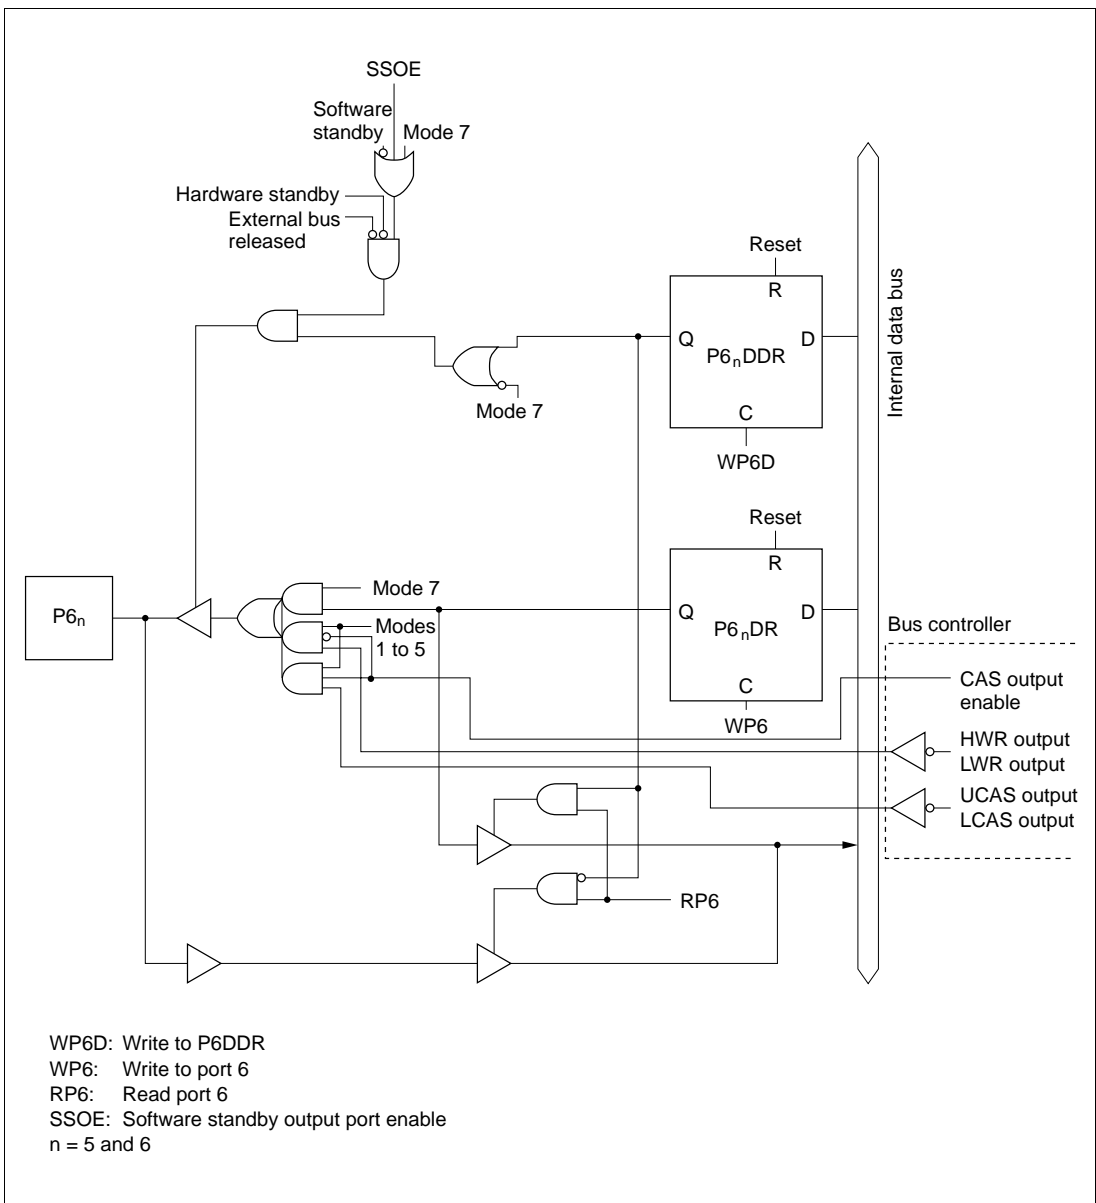 SSOE
Software
standby
Mode 7
Hardware standby
External bus
released
Reset
R
Q
D
P6nDDR
C
WP6D
Mode 7
Internal data bus
Reset
R
Q
D
P6nDR
C
WP6
P6n
Mode 7
Modes
1 to 5
Bus controller
CAS output
enable
HWR output
LWR output
UCAS output
LCAS output
RP6
WP6D: Write to P6DDR
WP6: Write to port 6
RP6: Read port 6
SSOE: Software standby output port enable
n = 5 and 6